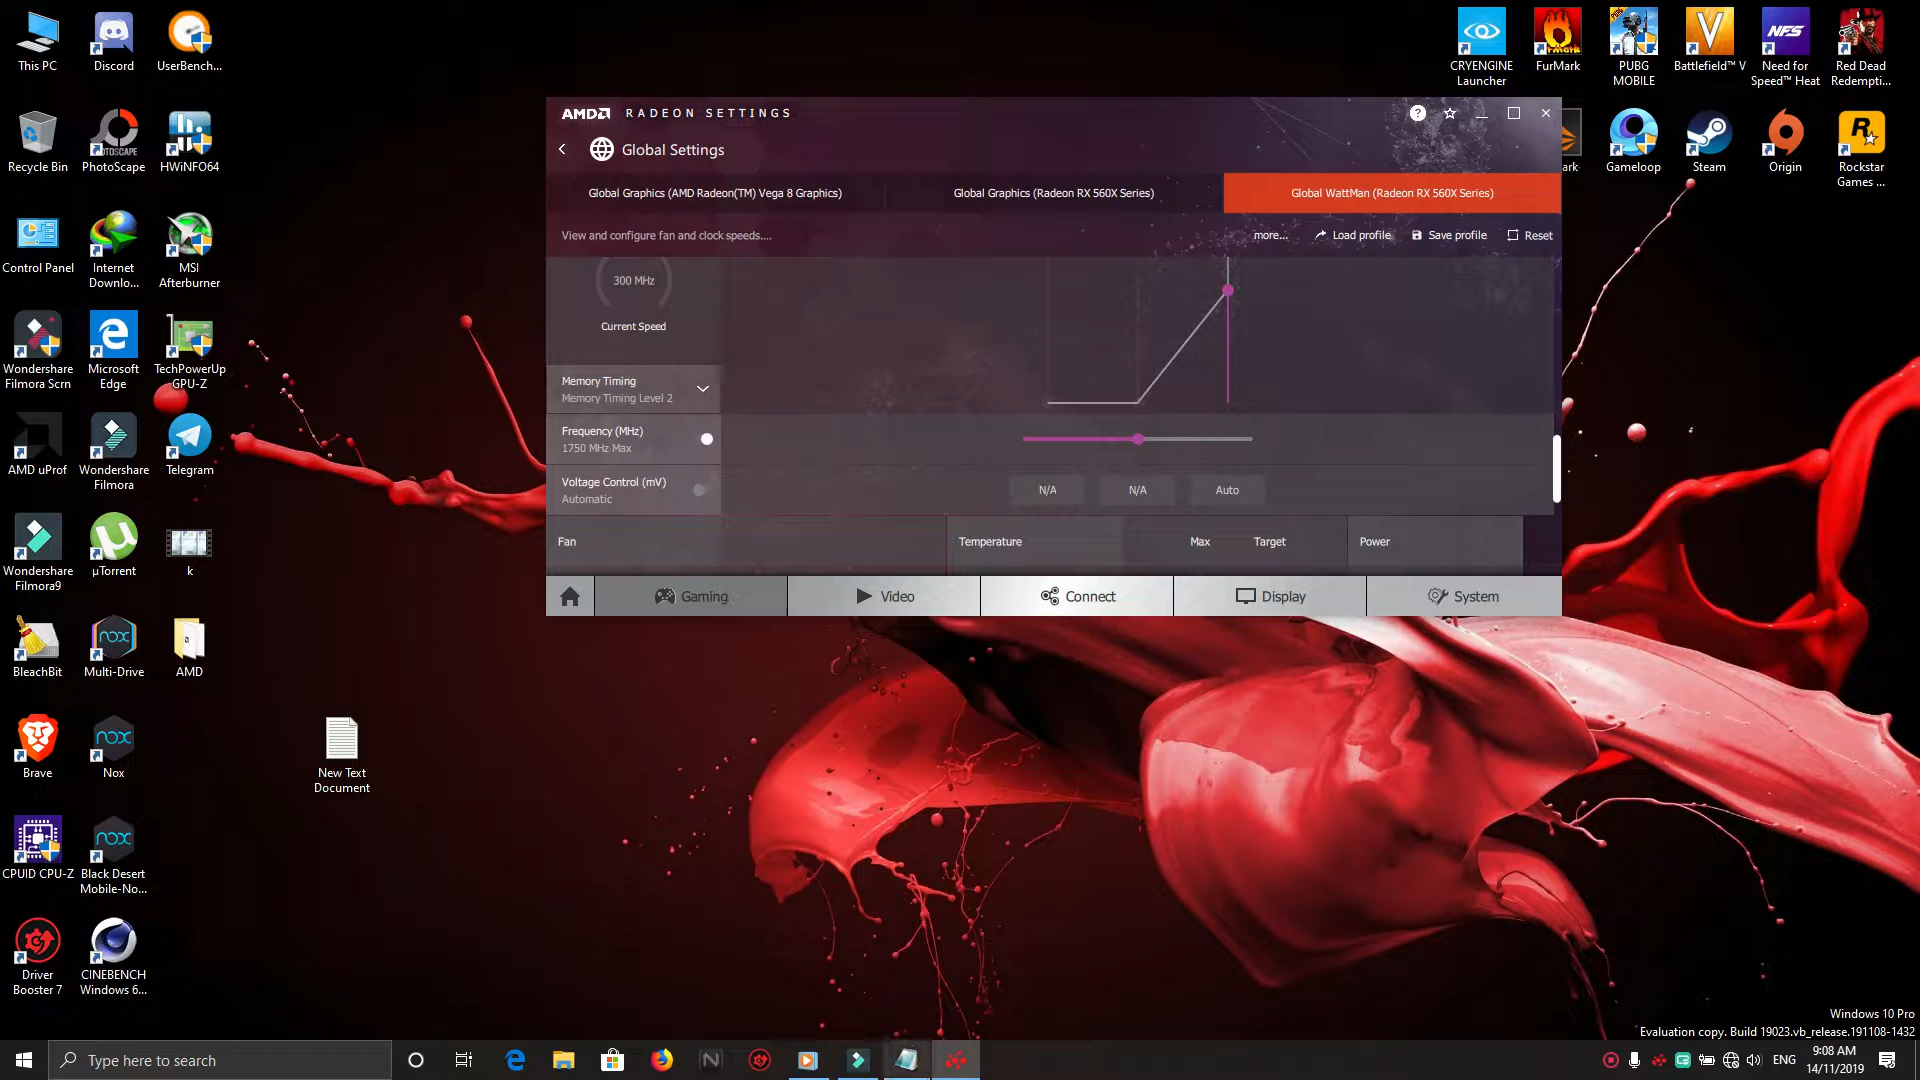 This PC
Discord
UserBench...
Recycle Bin
PhotoScape
HWiNFO64
Control Panel
Internet
Downlo...
MSI
Afterburner
Wondershare
Filmora Scrn
Microsoft
Edge
TechPowerUp
GPU-Z
AMD uProf
Wondershare
Filmora
Telegram
Wondershare
Filmora9
µTorrent
k
BleachBit
Multi-Drive
AMD
Brave
Nox
New Text
Document
CPUID CPU-Z
Black Desert
Mobile-No...
Driver
Booster 7
CINEBENCH
Windows 6...
CRYENGINE
Launcher
FurMark
PUBG
MOBILE
Battlefield™ V
Need for
Speed™ Heat
Red Dead
Redempti...
ark
Gameloop
Steam
Origin
Rockstar
Games ...
AMD RADEON SETTINGS
Global Settings
Global Graphics (AMD Radeon(TM) Vega 8 Graphics)
Global Graphics (Radeon RX 560X Series)
Global WattMan (Radeon RX 560X Series)
View and configure fan and clock speeds....
more...
Load profile
Save profile
Reset
300 MHz
Current Speed
Memory Timing
Memory Timing Level 2
Frequency (MHz)
1750 MHz Max
Voltage Control (mV)
Automatic
N/A
N/A
Auto
Fan
Temperature
Max
Target
Power
Gaming
Video
Connect
Display
System
Windows 10 Pro
Evaluation copy. Build 19023.vb_release.191108-1432
Type here to search
ENG
9:08 AM
14/11/2019